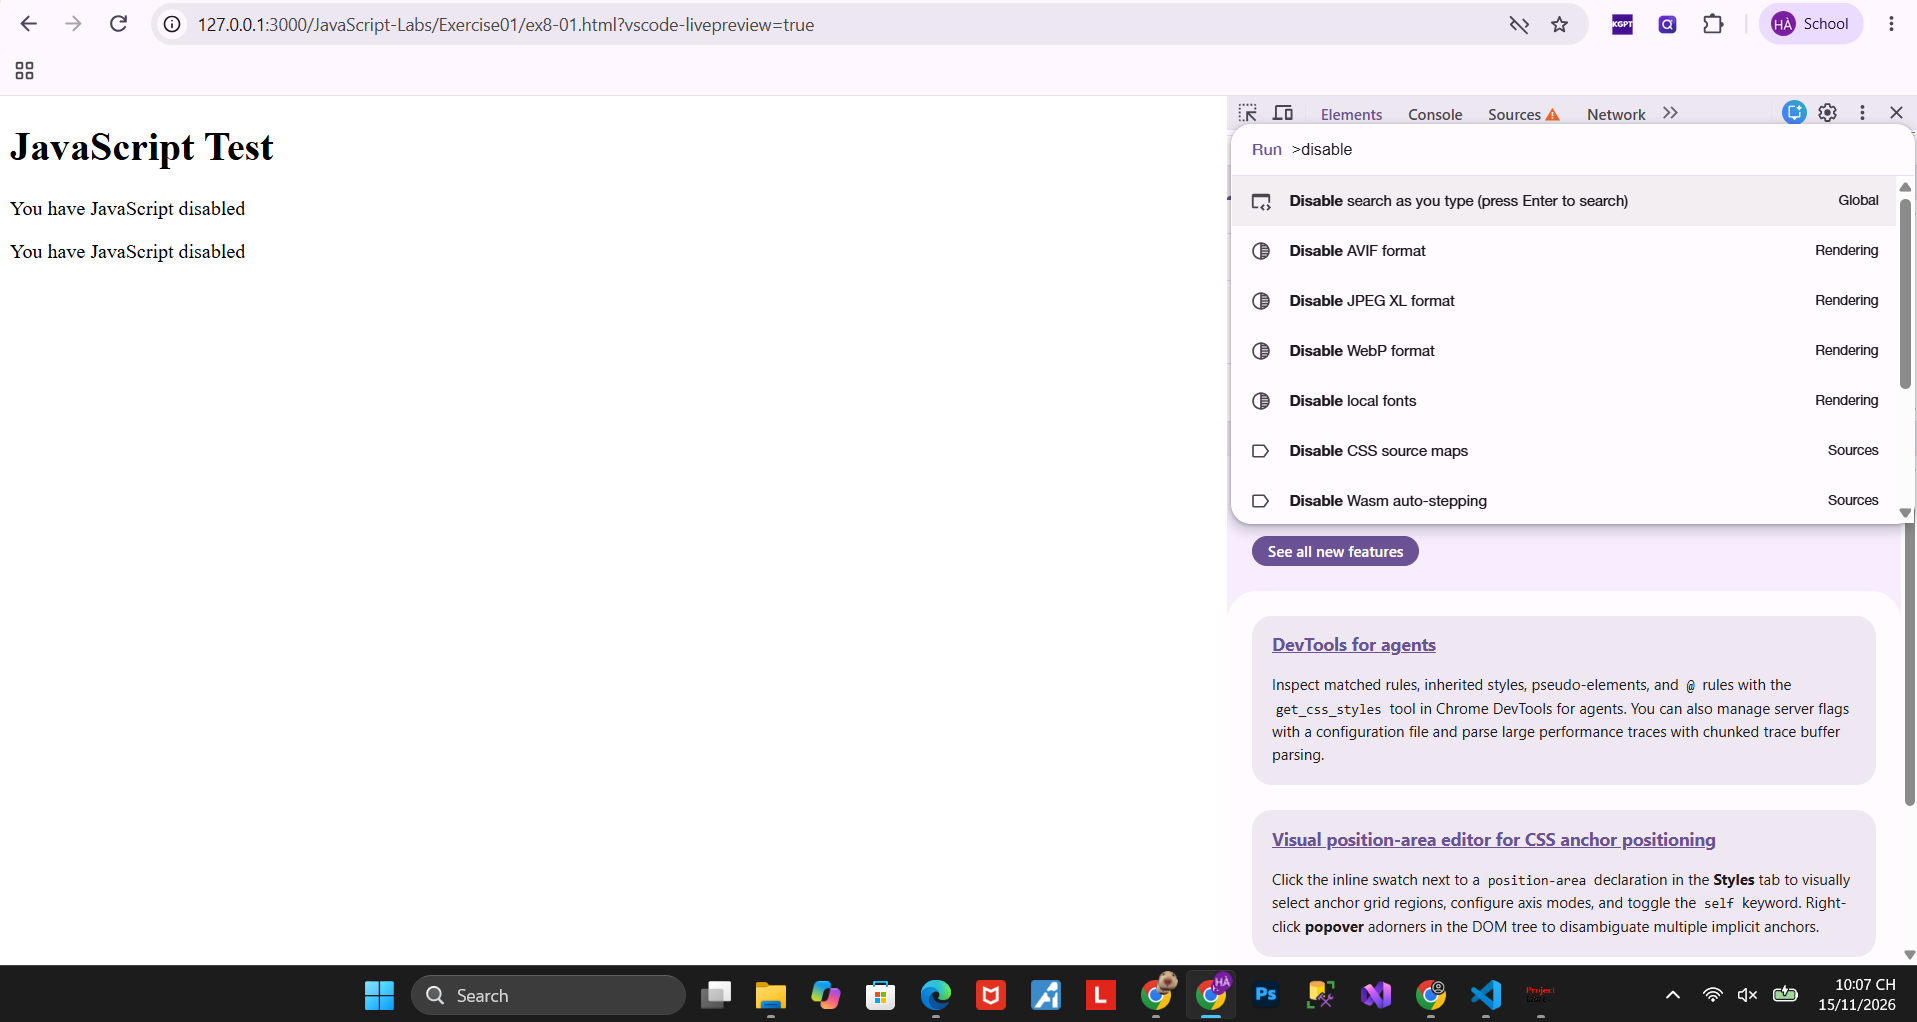 127.0.0.1:3000/JavaScript-Labs/Exercise01/ex8-01.html?vscode-livepreview=true
KGPT
HÀ School
JavaScript Test
You have JavaScript disabled
You have JavaScript disabled
Elements Console Sources Network
Run >disable
Disable search as you type (press Enter to search) Global
Disable AVIF format Rendering
Disable JPEG XL format Rendering
Disable WebP format Rendering
Disable local fonts Rendering
Disable CSS source maps Sources
Disable Wasm auto-stepping Sources
See all new features
DevTools for agents
Inspect matched rules, inherited styles, pseudo-elements, and @ rules with the
get_css_styles tool in Chrome DevTools for agents. You can also manage server flags
with a configuration file and parse large performance traces with chunked trace buffer
parsing.
Visual position-area editor for CSS anchor positioning
Click the inline swatch next to a position-area declaration in the Styles tab to visually
select anchor grid regions, configure axis modes, and toggle the self keyword. Right-
click popover adorners in the DOM tree to disambiguate multiple implicit anchors.
Search
L
HÀ
Ps
Project
10:07 CH
15/11/2026